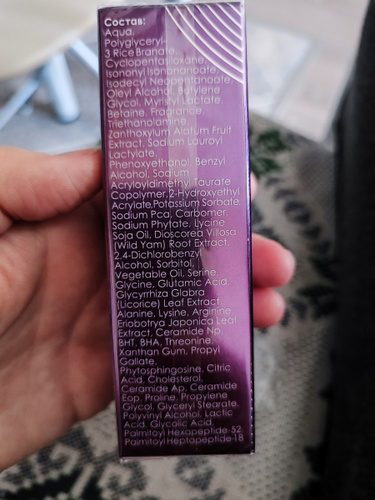 Состав:
Aqua,
Polyglyceryl-
3 Rice Branate,
Cyclopentasiloxane,
Isononyl Isononanoate,
Isodecyl Neopentanoate,
Oleyl Alcohol, Butylene
Glycol, Myristyl Lactate,
Betaine, Fragrance,
Triethanolamine,
Zanthoxylum Alatum Fruit
Extract, Sodium Lauroyl
Lactylate,
Phenoxyethanol, Benzyl
Alcohol, Sodium
Acryloyldimethyl Taurate
Copolymer,2-Hydroxyethyl
Acrylate,Potassium Sorbate,
Sodium Pca, Carbomer,
Sodium Phytate, Lycine
Soja Oil, Dioscorea Villosa
(Wild Yam) Root Extract,
2,4-Dichlorobenzyl
Alcohol, Sorbitol,
Vegetable Oil, Serine,
Glycine, Glutamic Acid,
Glycyrrhiza Glabra
(Licorice) Leaf Extract,
Alanine, Lysine, Arginine,
Eriobotrya Japonica Leaf
Extract, Ceramide Np,
BHT, BHA, Threonine,
Xanthan Gum, Propyl
Gallate,
Phytosphingosine, Citric
Acid, Cholesterol,
Ceramide Ap, Ceramide
Eop, Proline, Propylene
Glycol, Glyceryl Stearate,
Polyvinyl Alcohol, Lactic
Acid, Glycolic Acid,
Palmitoyl Hexapeptide-52,
Palmitoyl Heptapeptide-18